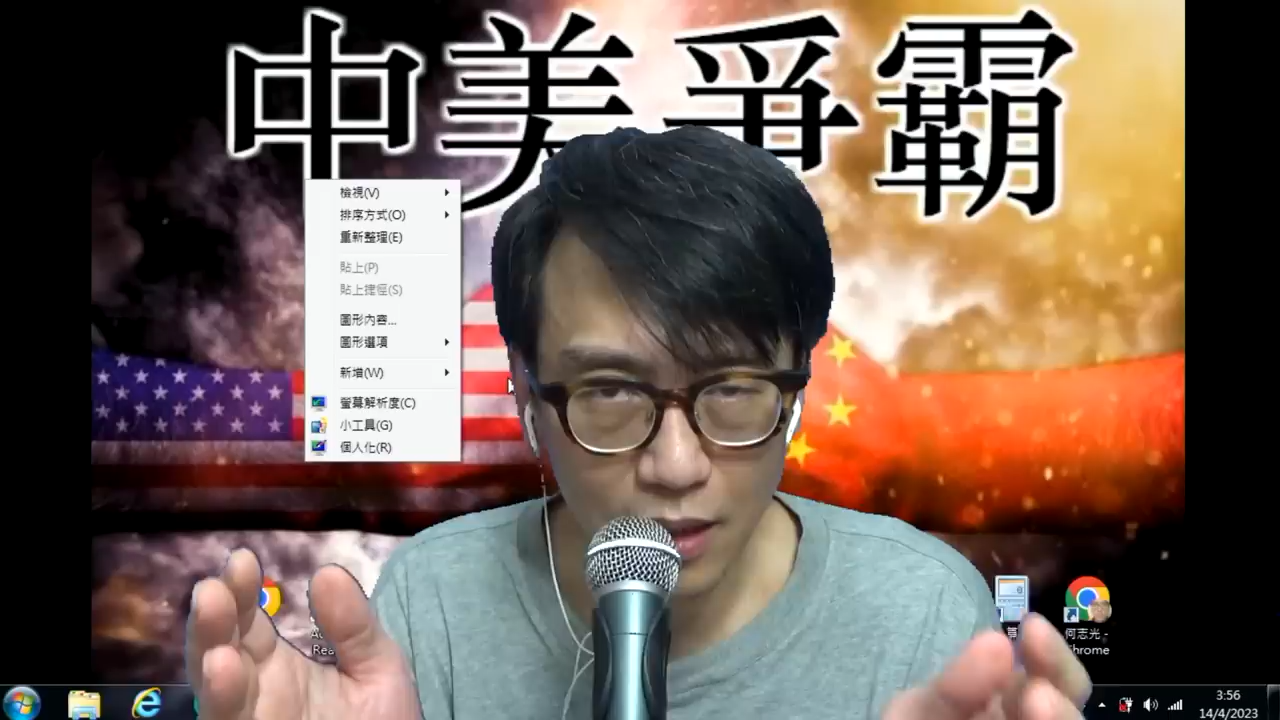 中美爭霸
檢視(V)
排序方式(O)
重新整理(E)
貼上(P)
貼上捷徑(S)
圖形內容...
圖形選項
新增(W)
螢幕解析度(C)
小工具(G)
個人化(R)
何志光 -
Chrome
3:56
14/4/2023